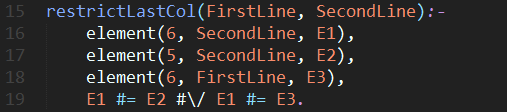 15 restrictLastCol(FirstLine, SecondLine):-
16     element(6, SecondLine, E1),
17     element(5, SecondLine, E2),
18     element(6, FirstLine, E3),
19     E1 #= E2 #\/ E1 #= E3.